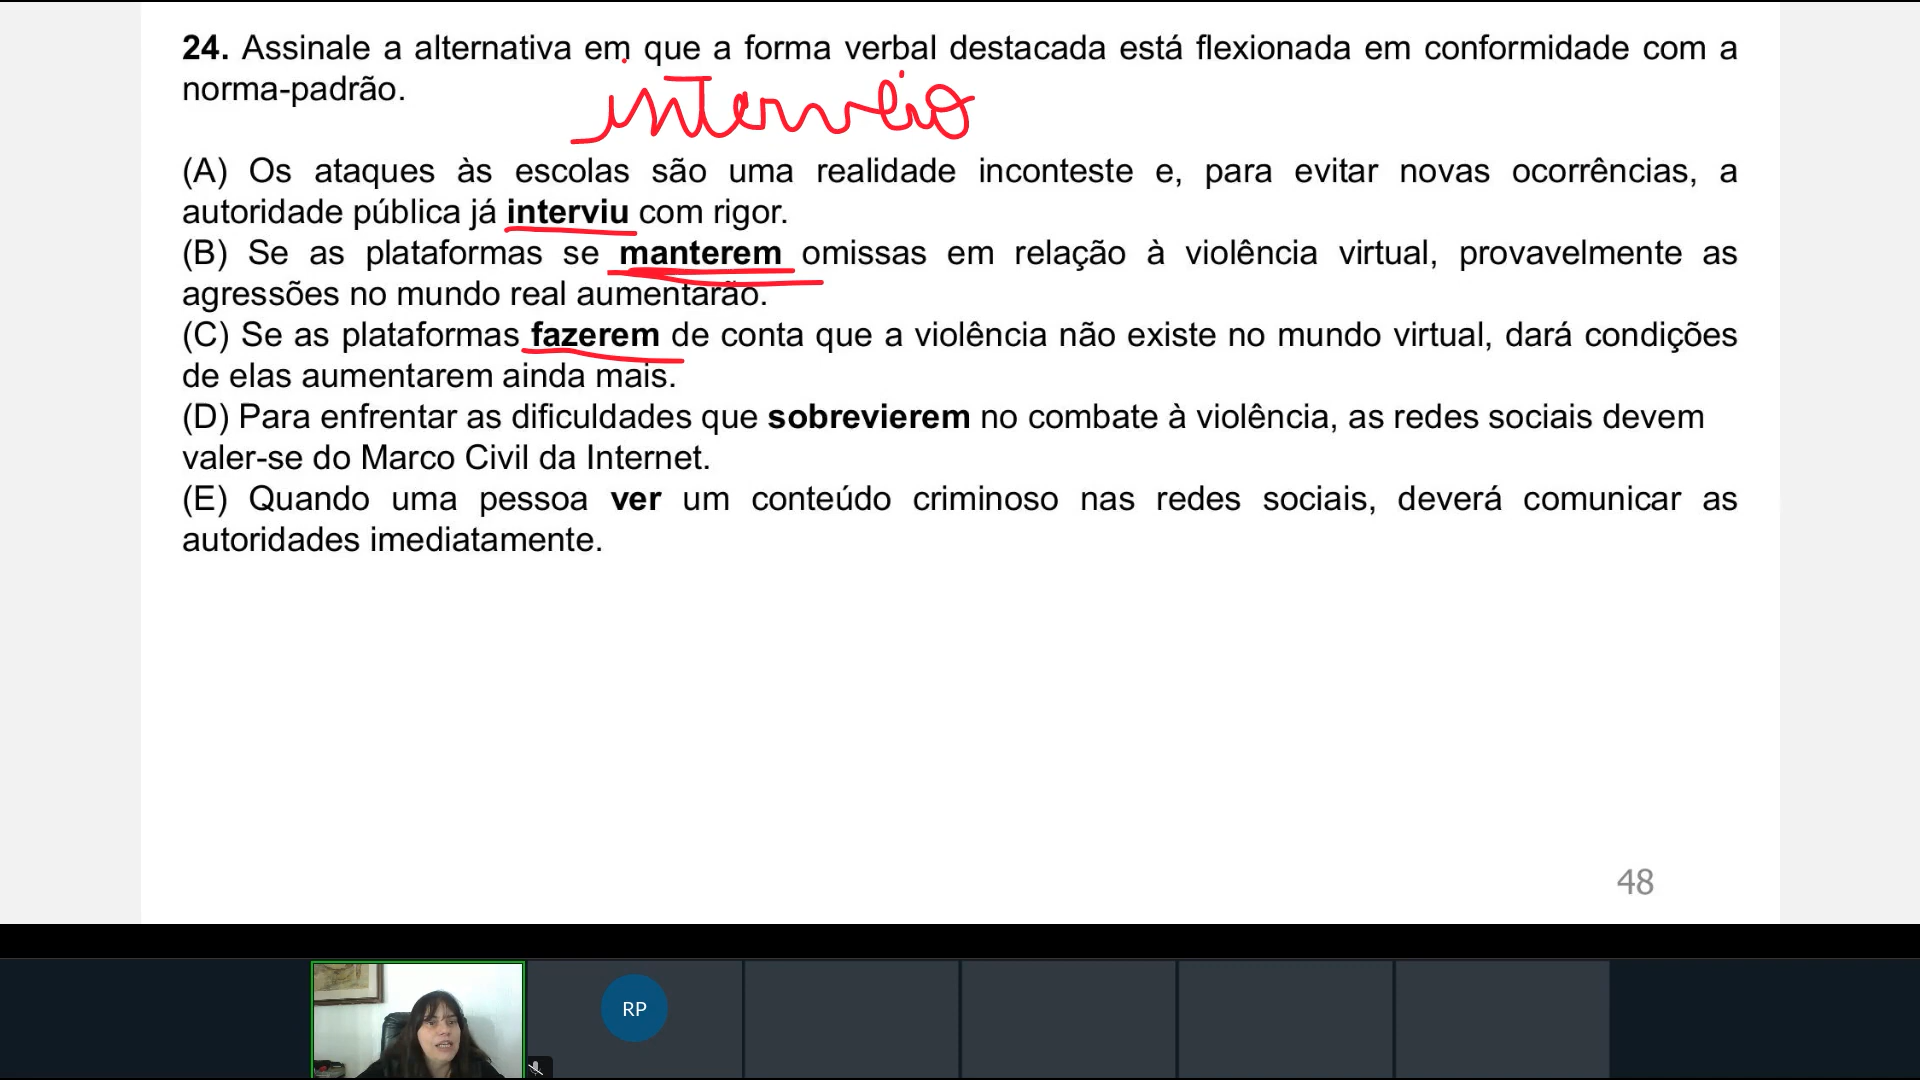 24. Assinale a alternativa em que a forma verbal destacada está flexionada em conformidade com a
norma-padrão.
interveio
(A) Os ataques às escolas são uma realidade inconteste e, para evitar novas ocorrências, a
autoridade pública já interviu com rigor.
(B) Se as plataformas se manterem omissas em relação à violência virtual, provavelmente as
agressões no mundo real aumentarão.
(C) Se as plataformas fazerem de conta que a violência não existe no mundo virtual, dará condições
de elas aumentarem ainda mais.
(D) Para enfrentar as dificuldades que sobrevierem no combate à violência, as redes sociais devem
valer-se do Marco Civil da Internet.
(E) Quando uma pessoa ver um conteúdo criminoso nas redes sociais, deverá comunicar as
autoridades imediatamente.
48
RP